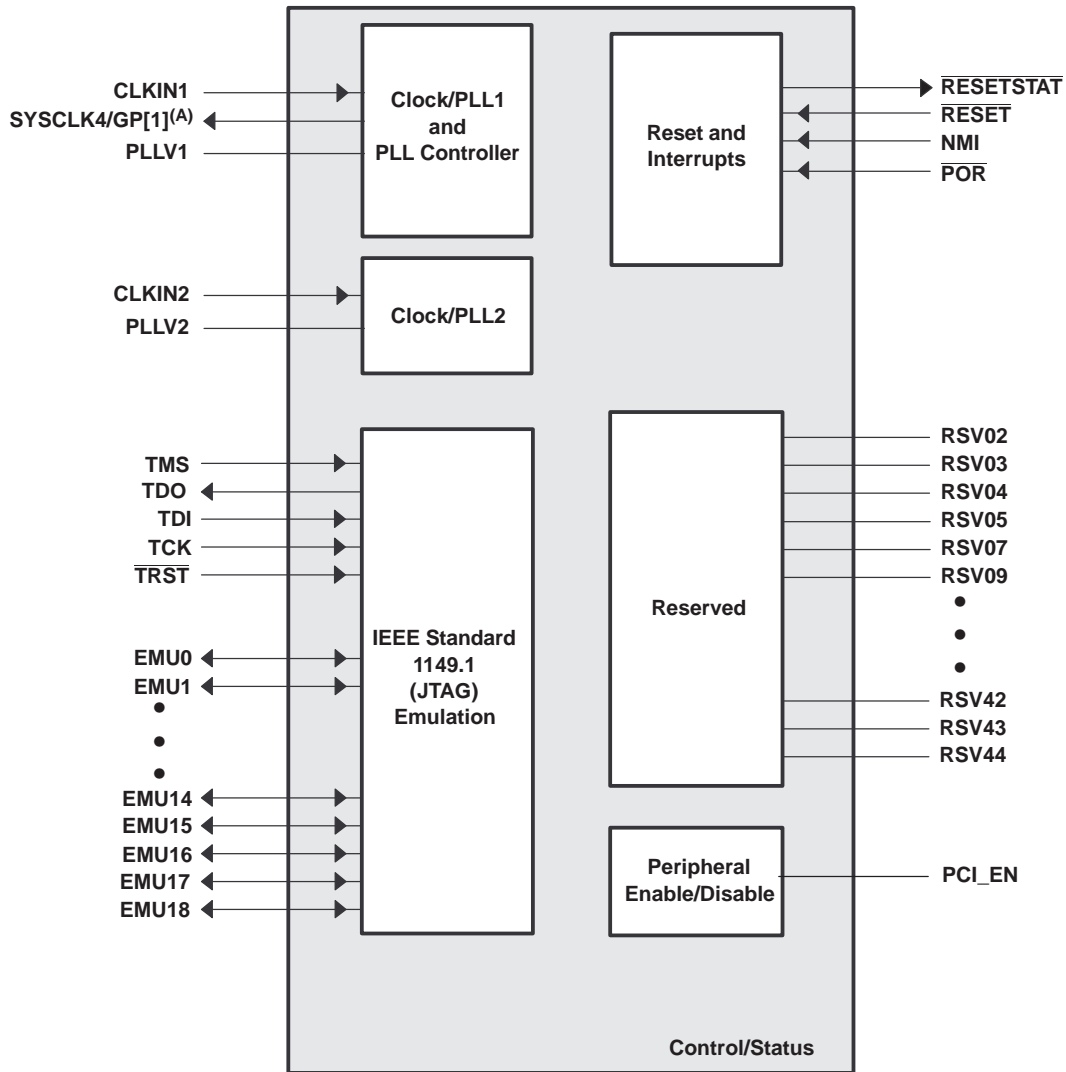 CLKIN1
SYSCLK4/GP[1](A)
PLLV1
Clock/PLL1
and
PLL Controller
CLKIN2
PLLV2
Clock/PLL2
TMS
TDO
TDI
TCK
TRST
EMU0
EMU1
EMU14
EMU15
EMU16
EMU17
EMU18
IEEE Standard
1149.1
(JTAG)
Emulation
Reset and
Interrupts
RESETSTAT
RESET
NMI
POR
Reserved
RSV02
RSV03
RSV04
RSV05
RSV07
RSV09
RSV42
RSV43
RSV44
Peripheral
Enable/Disable
PCI_EN
Control/Status